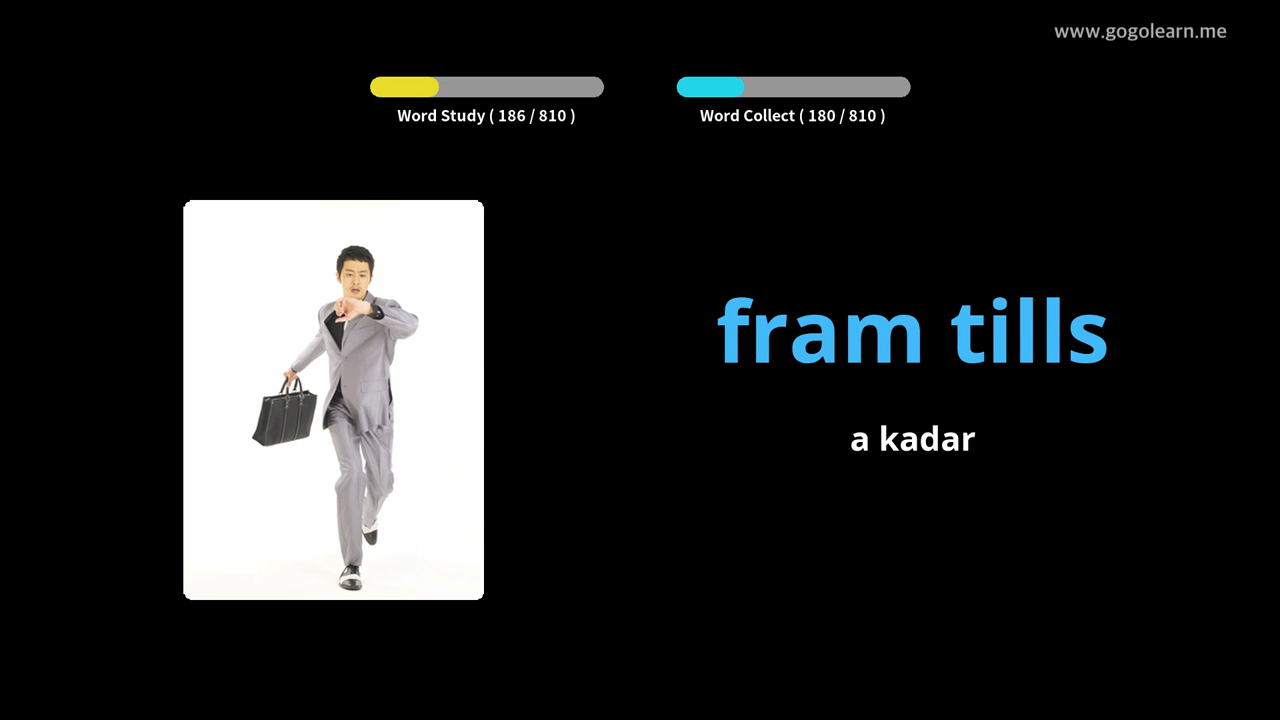 www.gogolearn.me
Word Study ( 186 / 810 )
Word Collect ( 180 / 810 )
fram tills
a kadar